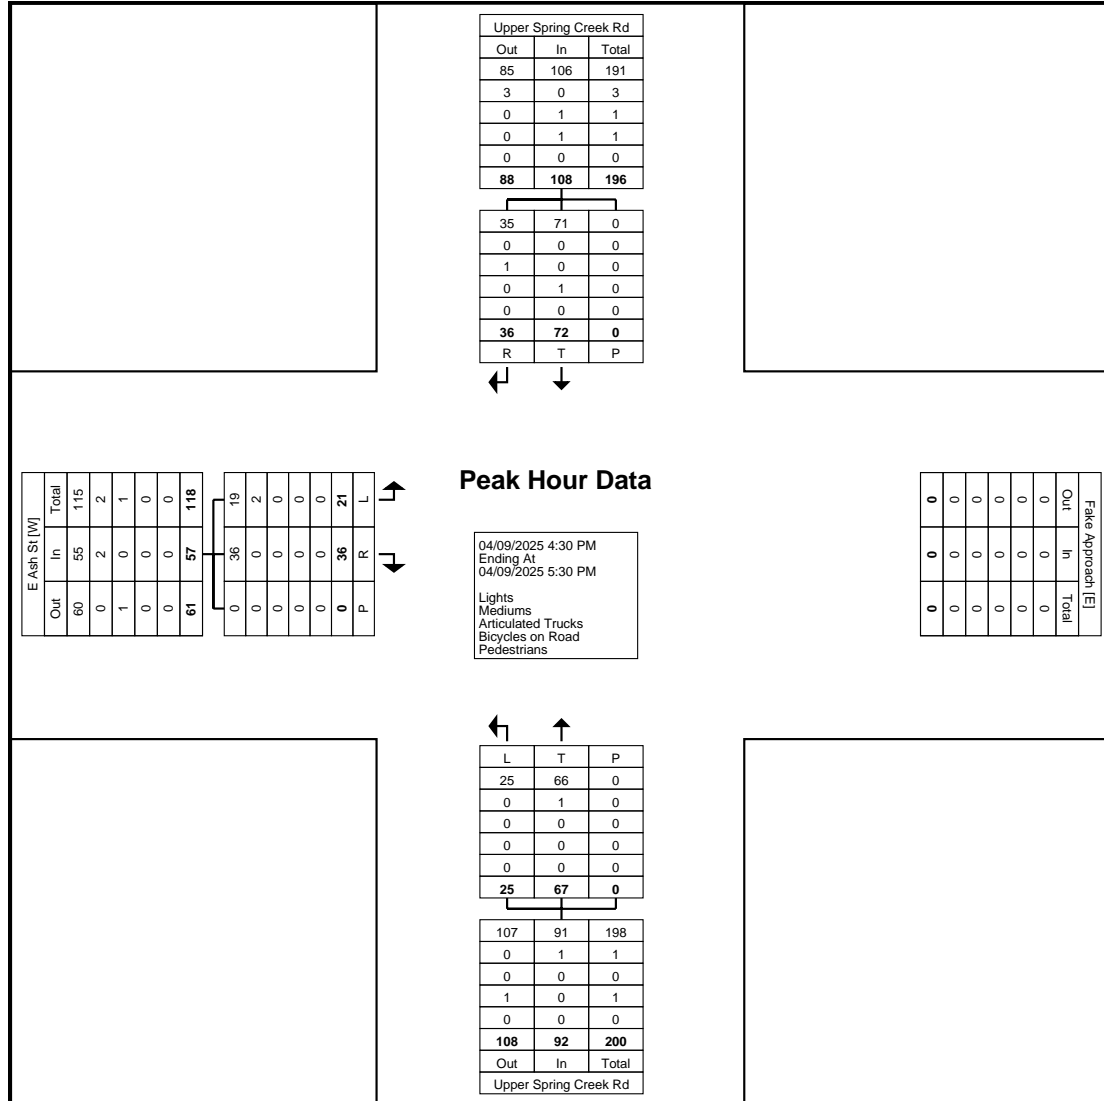 Upper Spring Creek Rd
Out In Total
85 106 191
3 0 3
0 1 1
0 1 1
0 0 0
88 108 196
35 71 0
0 0 0
1 0 0
0 1 0
0 0 0
36 72 0
R T P
E Ash St [W]
Total 115 2 1 0 0 118
In 55 2 0 0 0 57
Out 60 0 1 0 0 61
19 2 0 0 0 21 L
36 0 0 0 0 36 R
0 0 0 0 0 0 P
Peak Hour Data
04/09/2025 4:30 PM
Ending At
04/09/2025 5:30 PM
Lights
Mediums
Articulated Trucks
Bicycles on Road
Pedestrians
Fake Approach [E]
Out In Total
0 0 0
0 0 0
0 0 0
0 0 0
0 0 0
0 0 0
L T P
25 66 0
0 1 0
0 0 0
0 0 0
0 0 0
25 67 0
107 91 198
0 1 1
0 0 0
1 0 1
0 0 0
108 92 200
Out In Total
Upper Spring Creek Rd